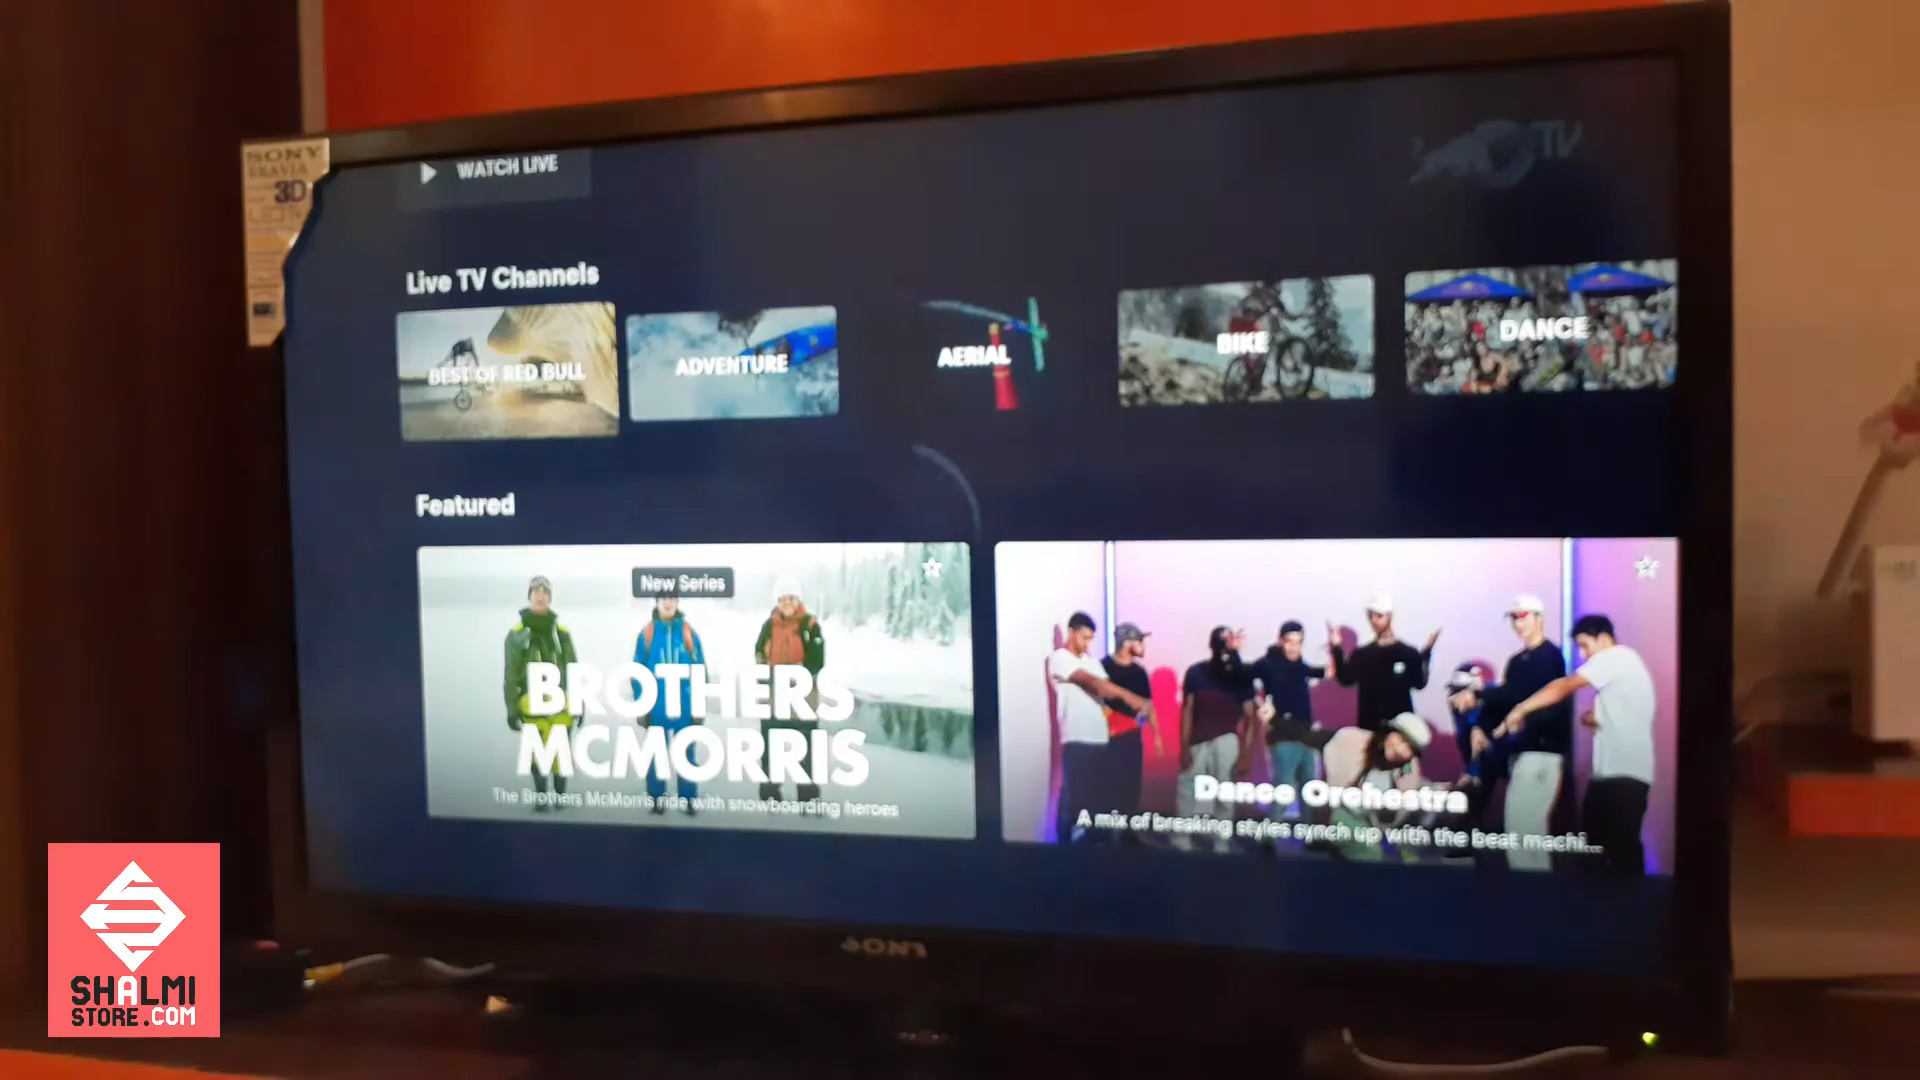 SONY
BRAVIA
3D
WATCH LIVE
TV
Live TV Channels
BEST OF RED BULL
ADVENTURE
AERIAL
BIKE
DANCE
Featured
New Series
BROTHERS
MCMORRIS
The Brothers McMorris ride with snowboarding heroes
Dance Orchestra
A mix of breaking styles synch up with the beat machi...
SONY
SHALMI
STORE.COM